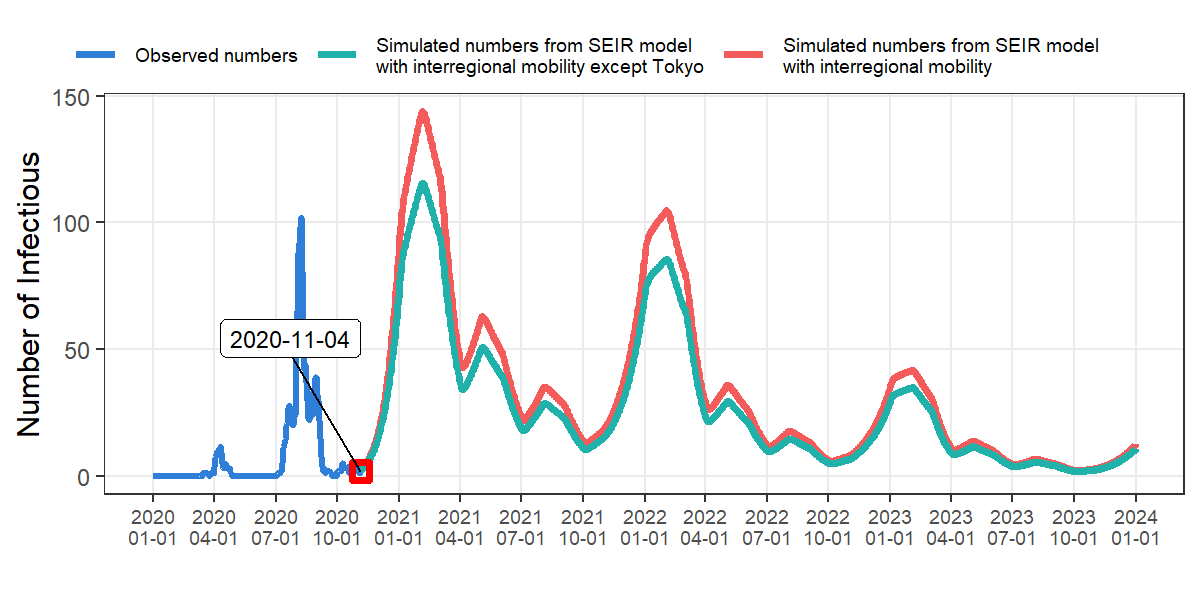 Observed numbers
Simulated numbers from SEIR model
with interregional mobility except Tokyo
Simulated numbers from SEIR model
with interregional mobility
Number of Infectious
150
100
50
0
2020-11-04
2020 2020 2020 2020 2021 2021 2021 2021 2022 2022 2022 2022 2023 2023 2023 2023 2024
01-01 04-01 07-01 10-01 01-01 04-01 07-01 10-01 01-01 04-01 07-01 10-01 01-01 04-01 07-01 10-01 01-01